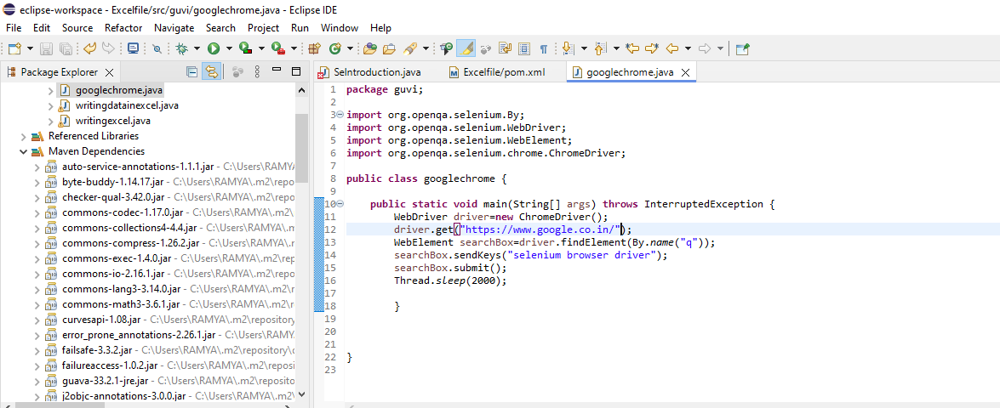 eclipse-workspace - Excelfile/src/guvi/googlechrome.java - Eclipse IDE
File Edit Source Refactor Navigate Search Project Run Window Help
Package Explorer
googlechrome.java
writingdatainexcel.java
writingexcel.java
Referenced Libraries
Maven Dependencies
auto-service-annotations-1.1.1.jar - C:\Users\RAMYA\
byte-buddy-1.14.17.jar - C:\Users\RAMYA\.m2\repo
checker-qual-3.42.0.jar - C:\Users\RAMYA\.m2\repo
commons-codec-1.17.0.jar - C:\Users\RAMYA\.m2\r
commons-collections4-4.4.jar - C:\Users\RAMYA\.m
commons-compress-1.26.2.jar - C:\Users\RAMYA\.m
commons-exec-1.4.0.jar - C:\Users\RAMYA\.m2\rep
commons-io-2.16.1.jar - C:\Users\RAMYA\.m2\repo
commons-lang3-3.14.0.jar - C:\Users\RAMYA\.m2\r
commons-math3-3.6.1.jar - C:\Users\RAMYA\.m2\r
curvesapi-1.08.jar - C:\Users\RAMYA\.m2\repository
error_prone_annotations-2.26.1.jar - C:\Users\RAMY
failsafe-3.3.2.jar - C:\Users\RAMYA\.m2\repository\
failureaccess-1.0.2.jar - C:\Users\RAMYA\.m2\repos
guava-33.2.1-jre.jar - C:\Users\RAMYA\.m2\reposito
j2objc-annotations-3.0.0.jar - C:\Users\RAMYA\.m2
SeIntroduction.java Excelfile/pom.xml googlechrome.java
1 package guvi;
2
3 import org.openqa.selenium.By;
4 import org.openqa.selenium.WebDriver;
5 import org.openqa.selenium.WebElement;
6 import org.openqa.selenium.chrome.ChromeDriver;
7
8 public class googlechrome {
9
10 public static void main(String[] args) throws InterruptedException {
11 WebDriver driver=new ChromeDriver();
12 driver.get("https://www.google.co.in/");
13 WebElement searchBox=driver.findElement(By.name("q"));
14 searchBox.sendKeys("selenium browser driver");
15 searchBox.submit();
16 Thread.sleep(2000);
17
18 }
19
20
21
22 }
23